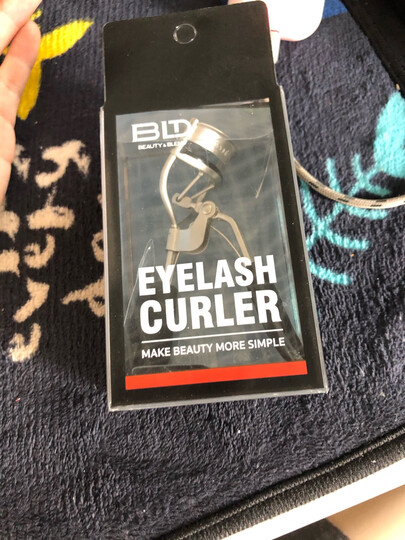 BLD
EYELASH
CURLER
MAKE BEAUTY MORE SIMPLE